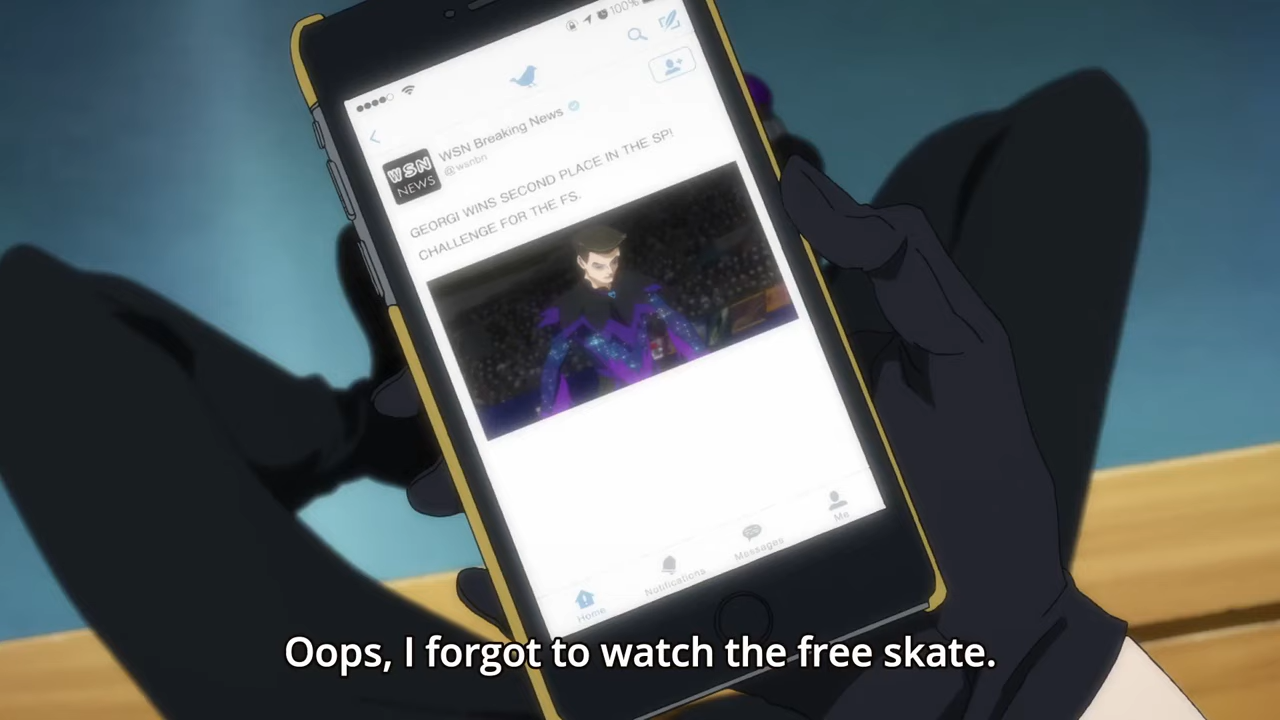 100%
WSN
NEWS
WSN Breaking News
@wsnbn
GEORGI WINS SECOND PLACE IN THE SP!
CHALLENGE FOR THE FS.
Home
Notifications
Messages
Me
Oops, I forgot to watch the free skate.